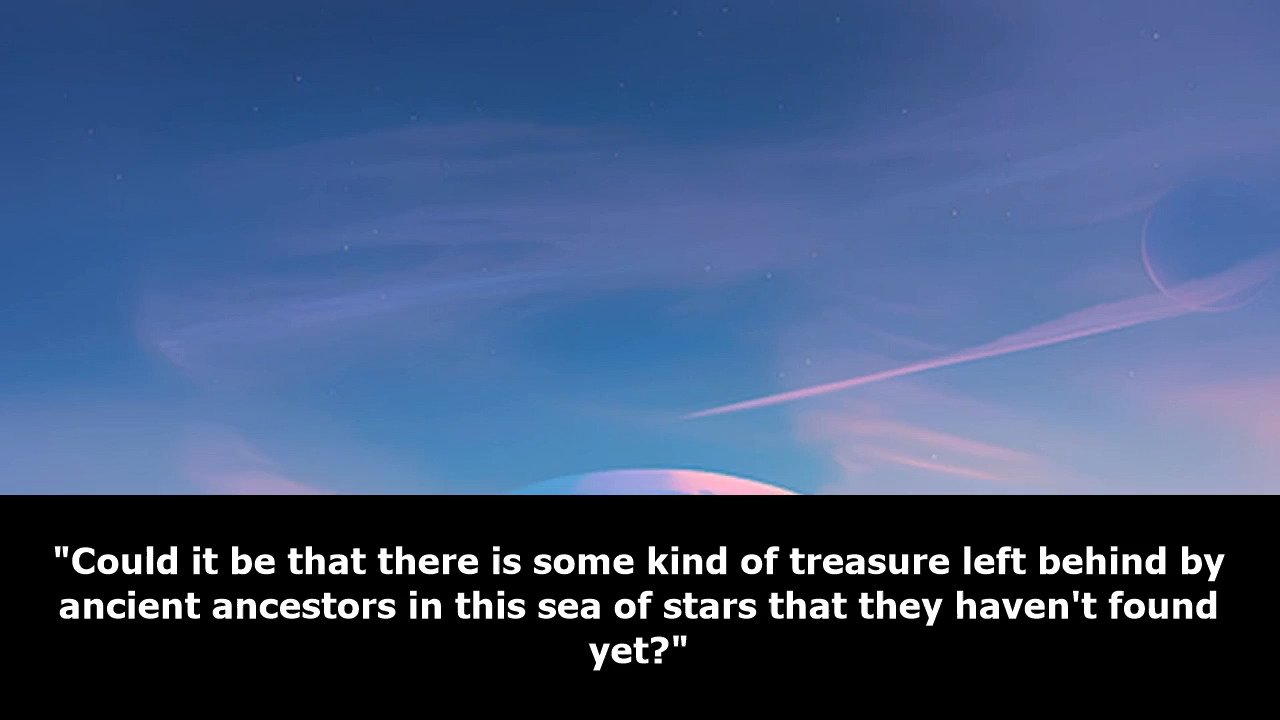 "Could it be that there is some kind of treasure left behind by
ancient ancestors in this sea of stars that they haven't found
yet?"